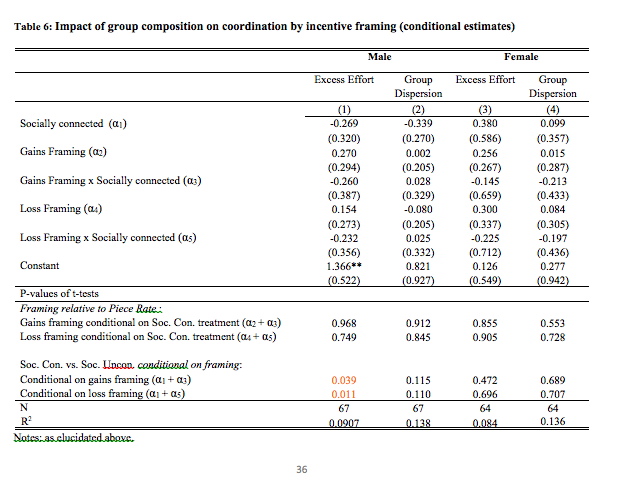 Table 6: Impact of group composition on coordination by incentive framing (conditional estimates)
Male Female
Excess Effort Group Dispersion Excess Effort Group Dispersion
(1) (2) (3) (4)
Socially connected (α1) -0.269 -0.339 0.380 0.099
(0.320) (0.270) (0.586) (0.357)
Gains Framing (α2) 0.270 0.002 0.256 0.015
(0.294) (0.205) (0.267) (0.287)
Gains Framing x Socially connected (α3) -0.260 0.028 -0.145 -0.213
(0.387) (0.329) (0.659) (0.433)
Loss Framing (α4) 0.154 -0.080 0.300 0.084
(0.273) (0.205) (0.337) (0.305)
Loss Framing x Socially connected (α5) -0.232 0.025 -0.225 -0.197
(0.356) (0.332) (0.712) (0.436)
Constant 1.366** 0.821 0.126 0.277
(0.522) (0.927) (0.549) (0.942)
P-values of t-tests
Framing relative to Piece Rate:
Gains framing conditional on Soc. Con. treatment (α2 + α3) 0.968 0.912 0.855 0.553
Loss framing conditional on Soc. Con. treatment (α4 + α5) 0.749 0.845 0.905 0.728
Soc. Con. vs. Soc. Uncon. conditional on framing:
Conditional on gains framing (α1 + α3) 0.039 0.115 0.472 0.689
Conditional on loss framing (α1 + α5) 0.011 0.110 0.696 0.707
N 67 67 64 64
R² 0.0907 0.138 0.084 0.136
Notes: as elucidated above.
36